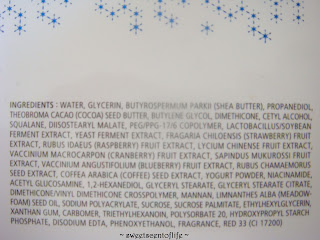 INGREDIENTS : WATER, GLYCERIN, BUTYROSPERMUM PARKII (SHEA BUTTER), PROPANEDIOL,
THEOBROMA CACAO (COCOA) SEED BUTTER, BUTYLENE GLYCOL, DIMETHICONE, CETYL ALCOHOL,
SQUALANE, DIISOSTEARYL MALATE, PEG/PPG-17/6 COPOLYMER, LACTOBACILLUS/SOYBEAN
FERMENT EXTRACT, YEAST FERMENT EXTRACT, FRAGARIA CHILOENSIS (STRAWBERRY) FRUIT
EXTRACT, RUBUS IDAEUS (RASPBERRY) FRUIT EXTRACT, LYCIUM CHINENSE FRUIT EXTRACT,
VACCINIUM MACROCARPON (CRANBERRY) FRUIT EXTRACT, SAPINDUS MUKUROSSI FRUIT
EXTRACT, VACCINIUM ANGUSTIFOLIUM (BLUEBERRY) FRUIT EXTRACT, RUBUS CHAMAEMORUS
SEED EXTRACT, COFFEA ARABICA (COFFEE) SEED EXTRACT, YOGURT POWDER, NIACINAMIDE,
ACETYL GLUCOSAMINE, 1,2-HEXANEDIOL, GLYCERYL STEARATE, GLYCERYL STEARATE CITRATE,
DIMETHICONE/VINYL DIMETHICONE CROSSPOLYMER, MANNAN, LIMNANTHES ALBA (MEADOW-
FOAM) SEED OIL, SODIUM POLYACRYLATE, SUCROSE, SUCROSE PALMITATE, ETHYLHEXYLGLYCERIN,
XANTHAN GUM, CARBOMER, TRIETHYLHEXANOIN, POLYSORBATE 20, HYDROXYPROPYL STARCH
PHOSPHATE, DISODIUM EDTA, PHENOXYETHANOL, FRAGRANCE, RED 33 (CI 17200)
~ sweetscentoflife ~